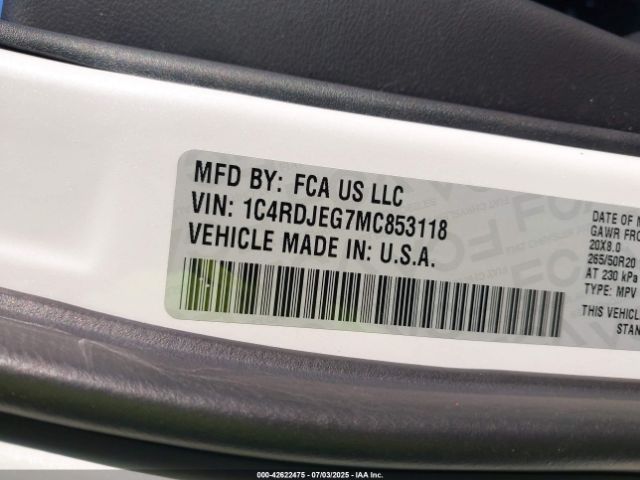 MFD BY: FCA US LLC
VIN: 1C4RDJEG7MC853118
VEHICLE MADE IN: U.S.A.
DATE OF M
GAWR FRO
20X8.0
265/50R20
AT 230 kPa
TYPE: MPV
THIS VEHICLE
STAN
000-42622475 - 07/03/2025 - IAA Inc.